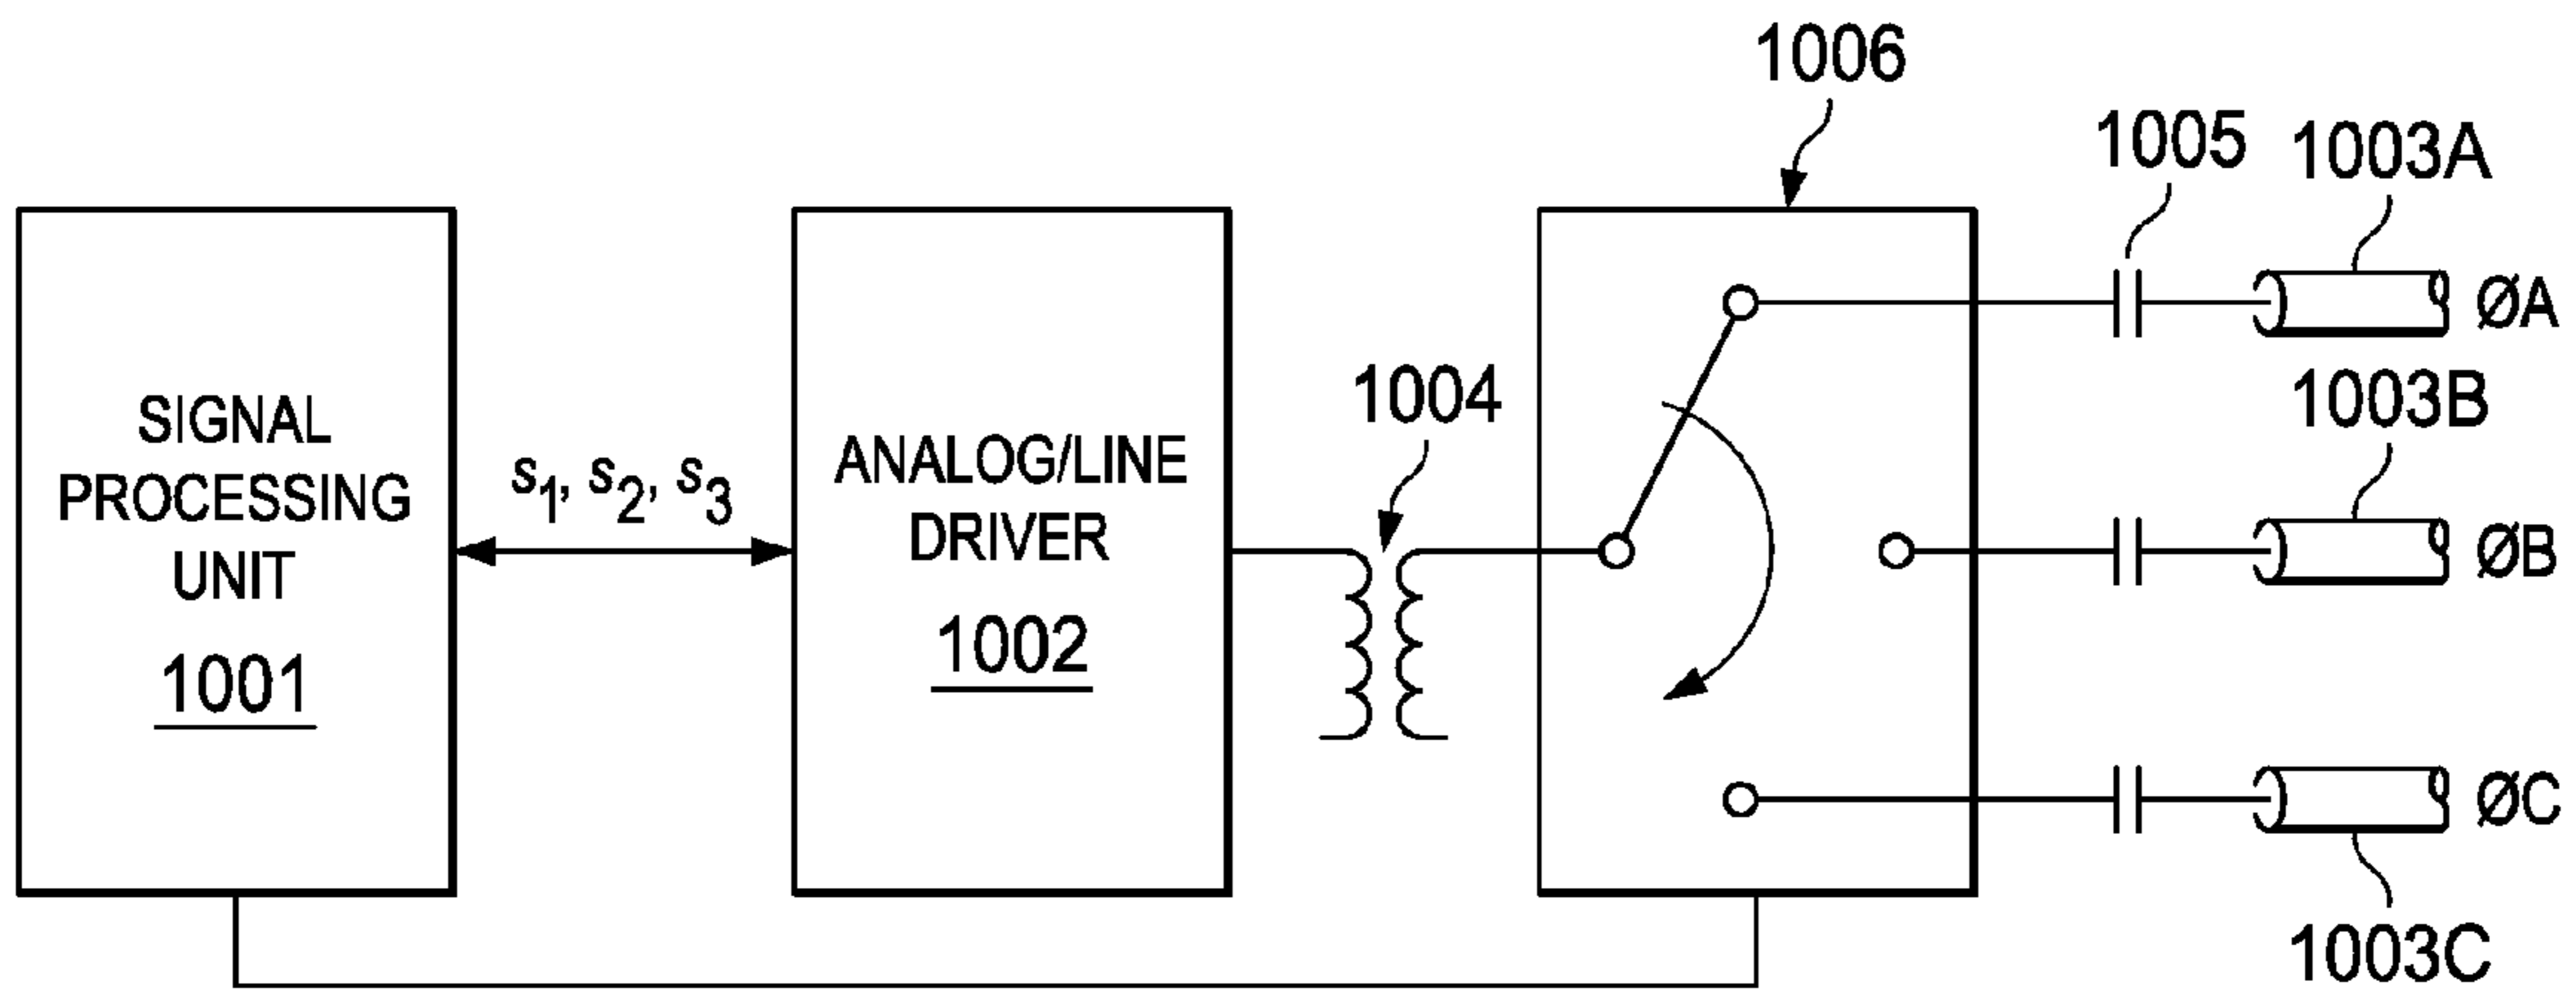 1006
1005
1003A
ØA
1003B
ØB
1004
SIGNAL
PROCESSING
UNIT
1001
s1, s2, s3
ANALOG/LINE
DRIVER
1002
ØC
1003C